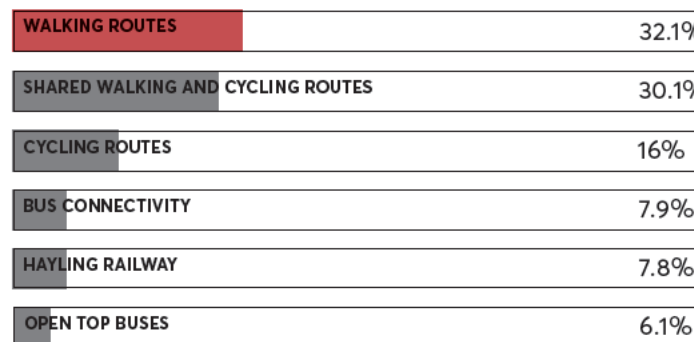 WALKING ROUTES 32.1%
SHARED WALKING AND CYCLING ROUTES 30.1%
CYCLING ROUTES 16%
BUS CONNECTIVITY 7.9%
HAYLING RAILWAY 7.8%
OPEN TOP BUSES 6.1%